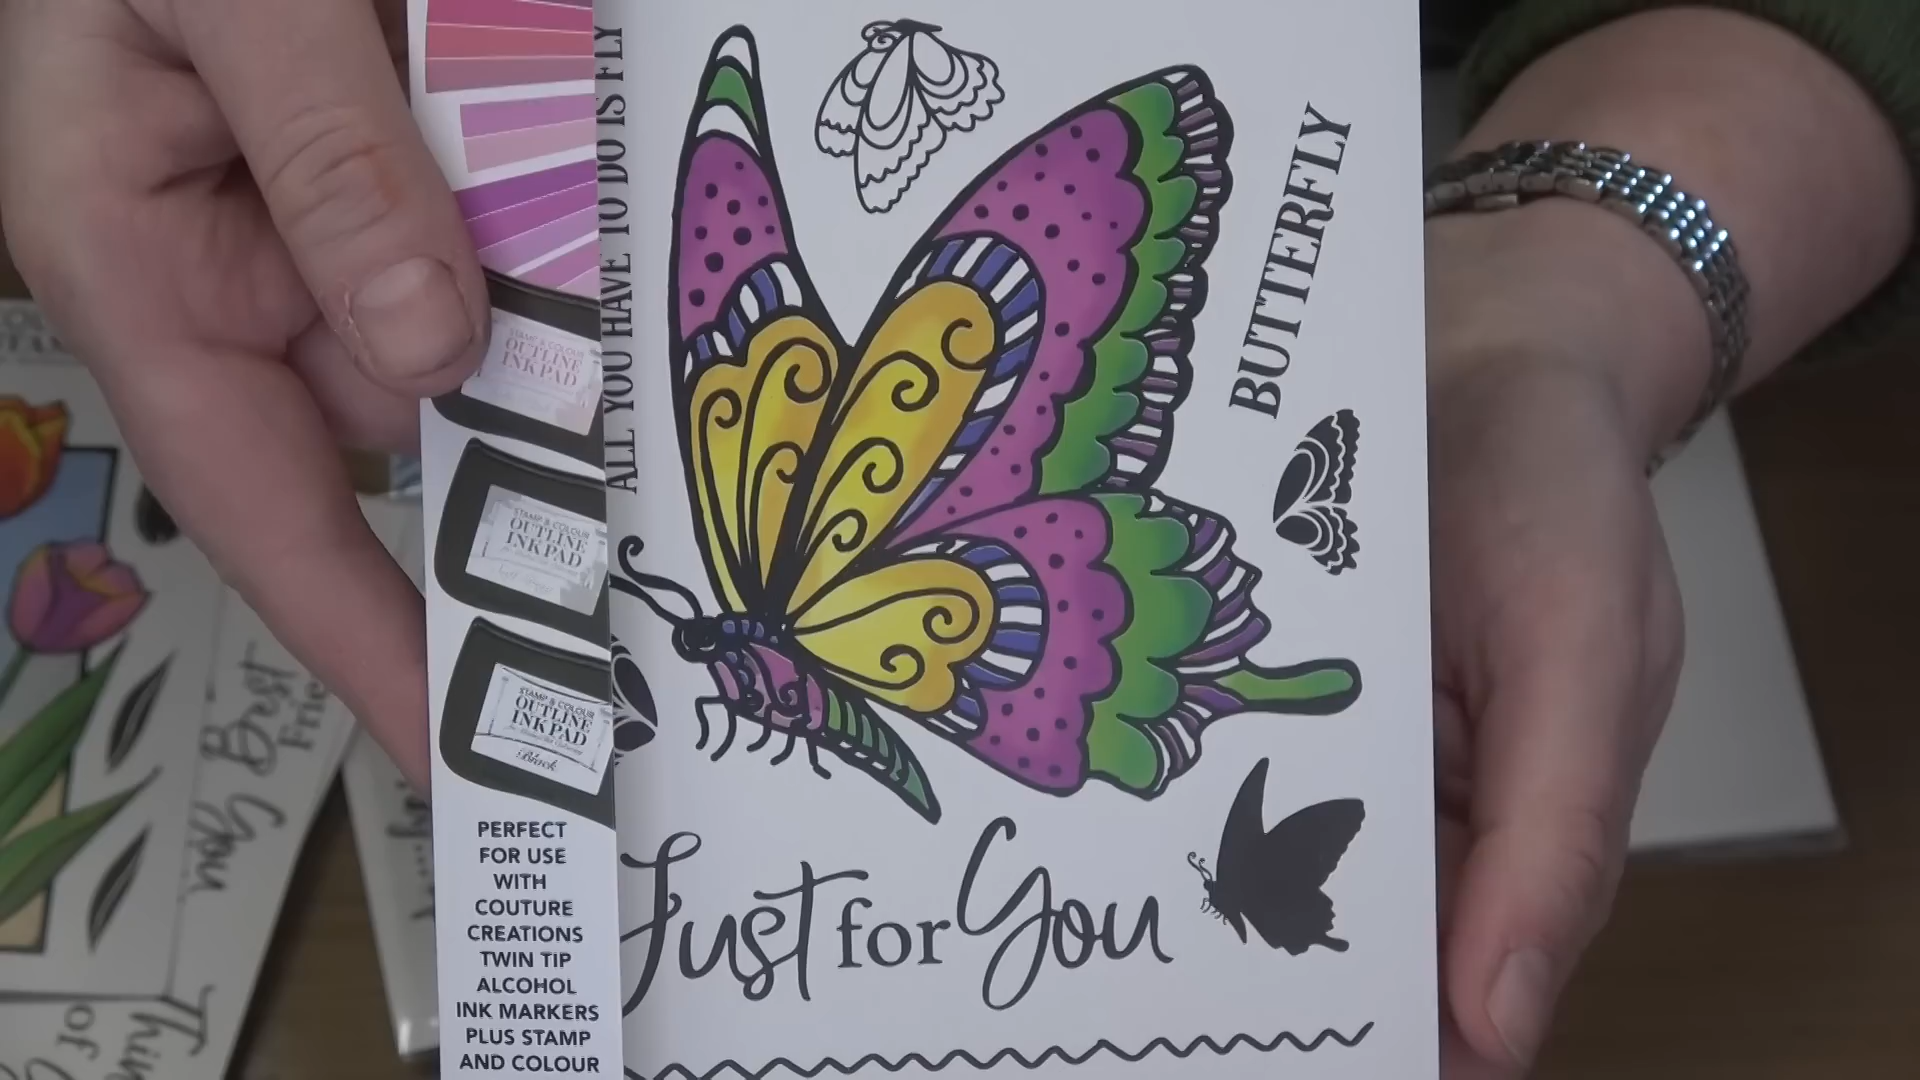 ALL YOU HAVE TO DO IS FLY
BUTTERFLY
STAMP & COLOUR
OUTLINE
INK PAD
STAMP & COLOUR
OUTLINE
INK PAD
STAMP & COLOUR
OUTLINE
INK PAD
Black
PERFECT
FOR USE
WITH
COUTURE
CREATIONS
TWIN TIP
ALCOHOL
INK MARKERS
PLUS STAMP
AND COLOUR
Just for You
Best
You
of